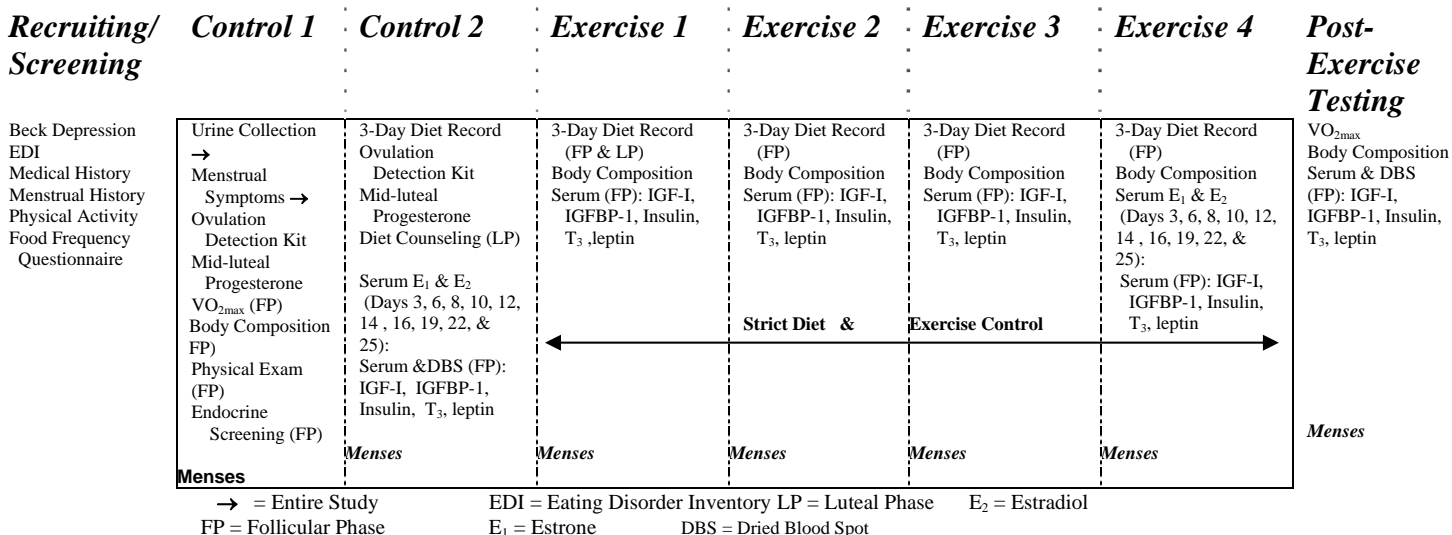 Recruiting/
Screening
Beck Depression
EDI
Medical History
Menstrual History
Physical Activity
Food Frequency
Questionnaire
Control 1
Urine Collection
→
Menstrual
Symptoms →
Ovulation
Detection Kit
Mid-luteal
Progesterone
VO2max (FP)
Body Composition
FP)
Physical Exam
(FP)
Endocrine
Screening (FP)
Menses
Control 2
3-Day Diet Record
Ovulation
Detection Kit
Mid-luteal
Progesterone
Diet Counseling (LP)
Serum E1 & E2
(Days 3, 6, 8, 10, 12,
14 , 16, 19, 22, &
25):
Serum &DBS (FP):
IGF-I, IGFBP-1,
Insulin, T3, leptin
Menses
Exercise 1
3-Day Diet Record
(FP & LP)
Body Composition
Serum (FP): IGF-I,
IGFBP-1, Insulin,
T3 ,leptin
Menses
Exercise 2
3-Day Diet Record
(FP)
Body Composition
Serum (FP): IGF-I,
IGFBP-1, Insulin,
T3, leptin
Strict Diet &
Menses
Exercise 3
3-Day Diet Record
(FP)
Body Composition
Serum (FP): IGF-I,
IGFBP-1, Insulin,
T3, leptin
Exercise Control
Menses
Exercise 4
3-Day Diet Record
(FP)
Body Composition
Serum E1 & E2
(Days 3, 6, 8, 10, 12,
14 , 16, 19, 22, &
25):
Serum (FP): IGF-I,
IGFBP-1, Insulin,
T3, leptin
Menses
Post-
Exercise
Testing
VO2max
Body Composition
Serum & DBS
(FP): IGF-I,
IGFBP-1, Insulin,
T3, leptin
Menses
→ = Entire Study EDI = Eating Disorder Inventory LP = Luteal Phase E2 = Estradiol
FP = Follicular Phase E1 = Estrone DBS = Dried Blood Spot